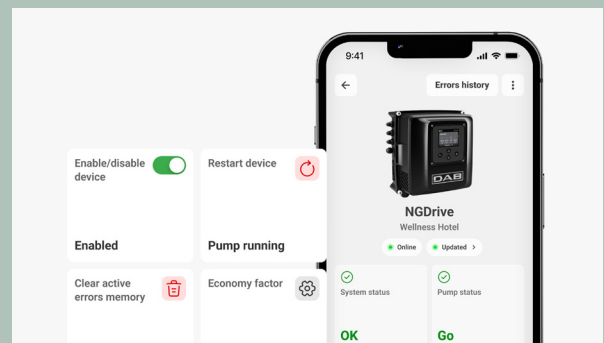 9:41
Errors history
DAB
NGDrive
Wellness Hotel
Online
Updated
Enable/disable
device
Enabled
Restart device
Pump running
Clear active
errors memory
Economy factor
System status
OK
Pump status
Go